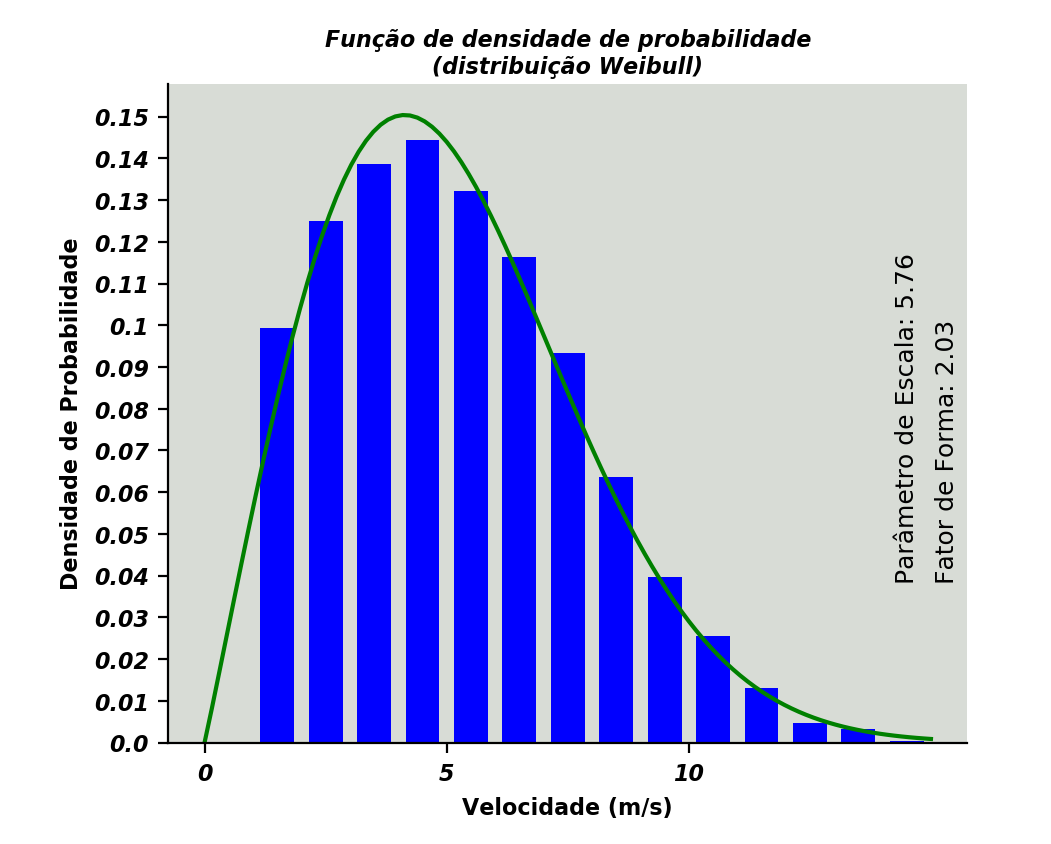 Função de densidade de probabilidade
(distribuição Weibull)
Densidade de Probabilidade
0.15
0.14
0.13
0.12
0.11
0.1
0.09
0.08
0.07
0.06
0.05
0.04
0.03
0.02
0.01
0.0
Parâmetro de Escala: 5.76
Fator de Forma: 2.03
0 5 10
Velocidade (m/s)